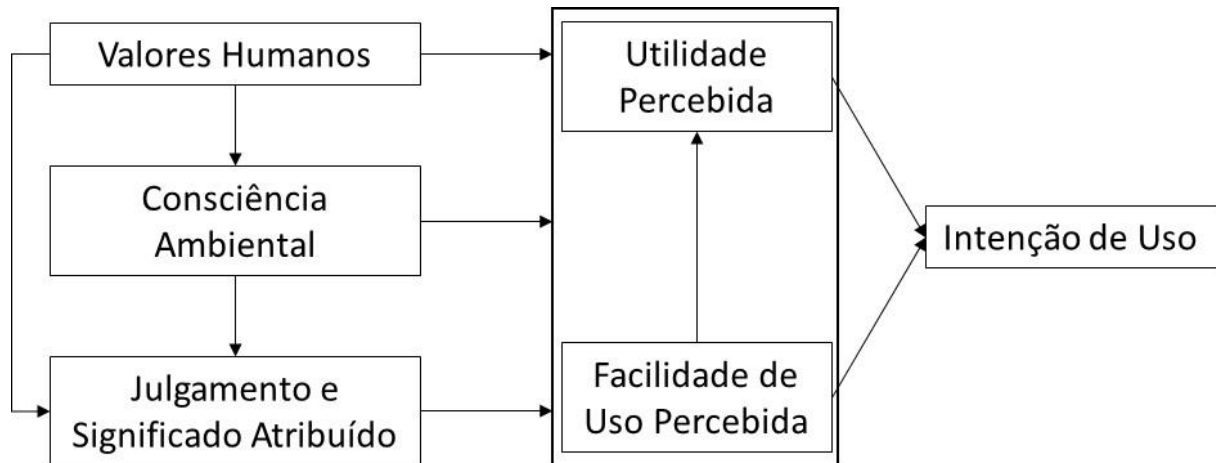 Valores Humanos
Consciência
Ambiental
Julgamento e
Significado Atribuído
Utilidade
Percebida
Facilidade de
Uso Percebida
Intenção de Uso